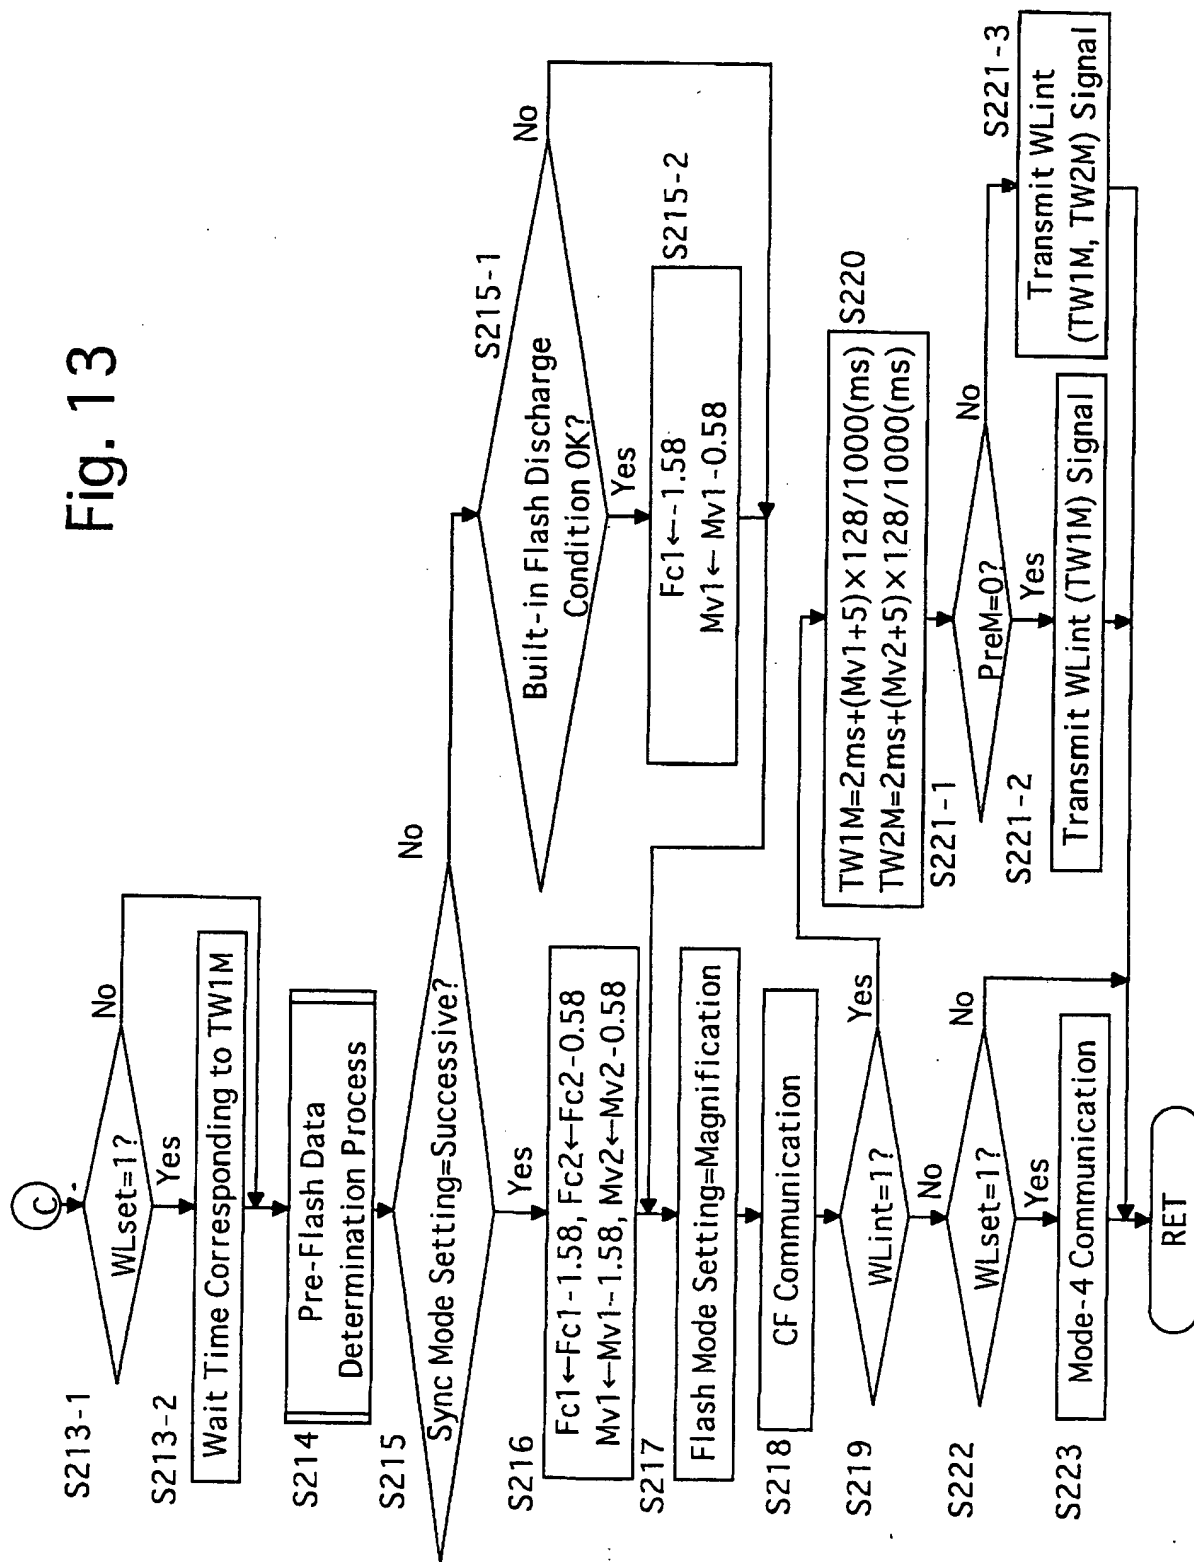 Fig. 13
C
S213-1
WLset=1?
No
Yes
S213-2
Wait Time Corresponding to TW1M
S214
Pre-Flash Data
Determination Process
S215
Sync Mode Setting=Successive?
No
Yes
S215-1
Built-in Flash Discharge
Condition OK?
No
Yes
S215-2
Fc1←-1.58
Mv1←Mv1-0.58
S216
Fc1←Fc1-1.58, Fc2←Fc2-0.58
Mv1←Mv1-1.58, Mv2←Mv2-0.58
S217
Flash Mode Setting=Magnification
S218
CF Communication
S219
WLint=1?
Yes
No
S220
TW1M=2ms+(Mv1+5)×128/1000(ms)
TW2M=2ms+(Mv2+5)×128/1000(ms)
S221-1
PreM=0?
No
Yes
S221-2
Transmit WLint (TW1M) Signal
S221-3
Transmit WLint
(TW1M, TW2M) Signal
S222
WLset=1?
No
Yes
S223
Mode-4 Communication
RET